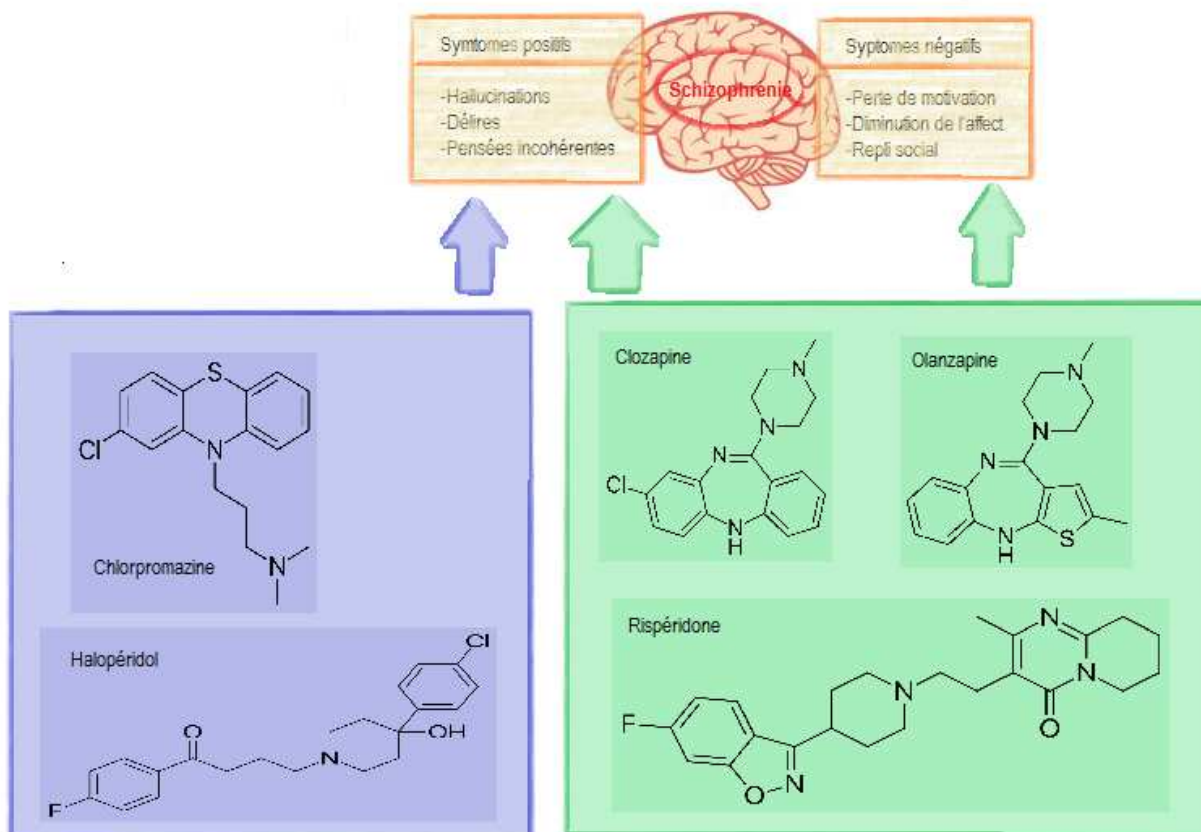 Symtomes positifs
-Hallucinations
-Délires
-Pensées incohérentes
Schizophrénie
Syptomes négatifs
-Perte de motivation
-Diminution de l'affect
-Repli social
S
Cl
N
N
Chlorpromazine
Halopéridol
Cl
O
OH
N
F
Clozapine
N
N
N
Cl
N
H
Olanzapine
N
N
N
N
H
S
Rispéridone
N
N
N
O
F
O
N